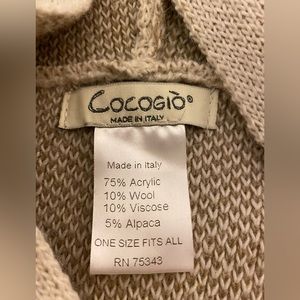 COCOGIÒ®
MADE IN ITALY
Made in Italy
75% Acrylic
10% Wool
10% Viscose
5% Alpaca
ONE SIZE FITS ALL
RN 75343